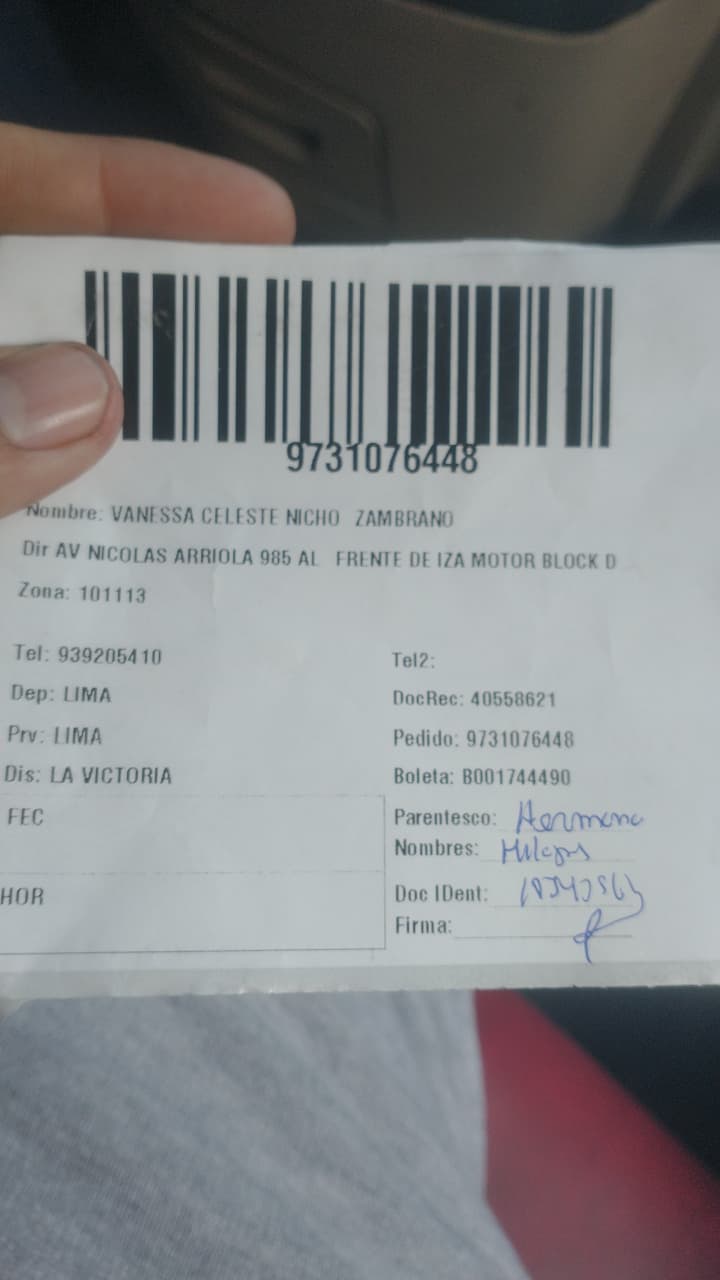 9731076448
Nombre: VANESSA CELESTE NICHO ZAMBRANO
Dir AV NICOLAS ARRIOLA 985 AL FRENTE DE IZA MOTOR BLOCK D
Zona: 101113
Tel: 939205410
Tel2:
Dep: LIMA
DocRec: 40558621
Prv: LIMA
Pedido: 9731076448
Dis: LA VICTORIA
Boleta: B001744490
FEC
Parentesco: Hermana
Nombres:
HOR
Doc IDent:
Firma: